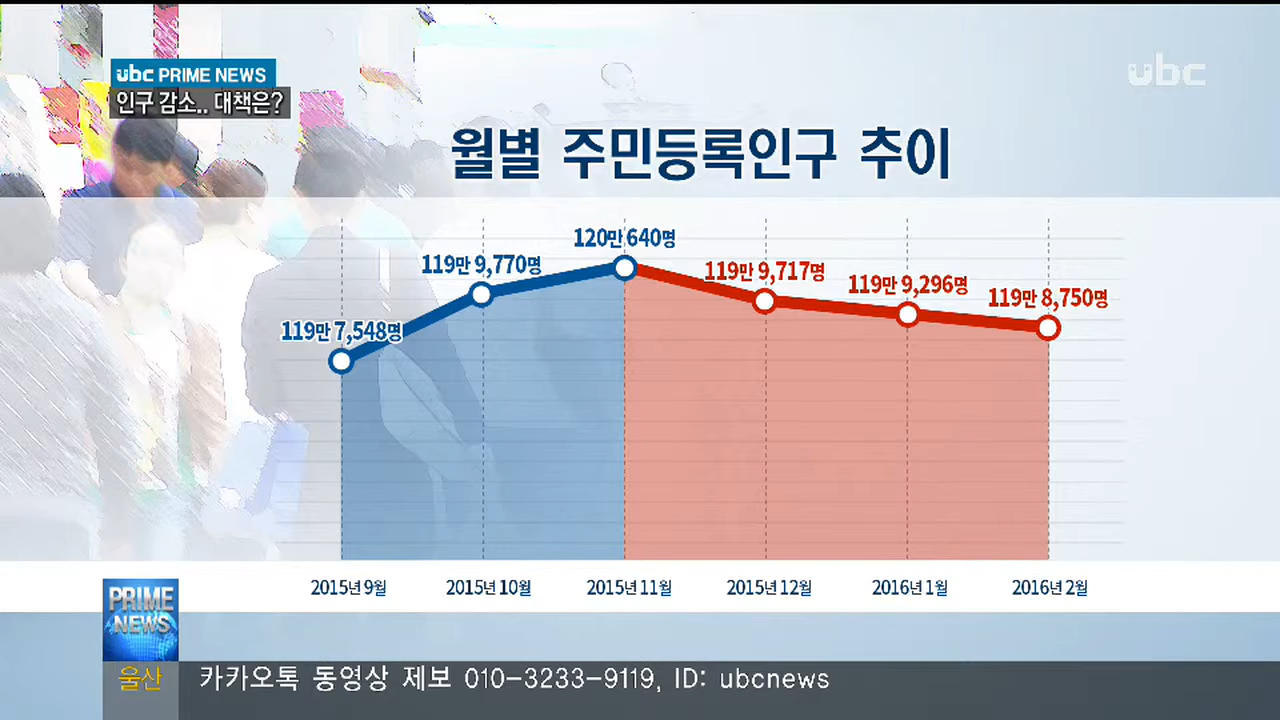 ubc PRIME NEWS
인구 감소.. 대책은?
ubc
월별 주민등록인구 추이
119만 7,548명
119만 9,770명
120만 640명
119만 9,717명
119만 9,296명
119만 8,750명
2015년 9월
2015년 10월
2015년 11월
2015년 12월
2016년 1월
2016년 2월
PRIME
NEWS
울산
카카오톡 동영상 제보 010-3233-9119, ID: ubcnews